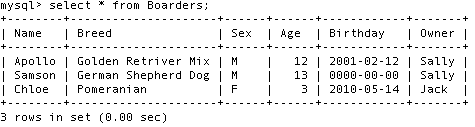 mysql> select * from Boarders;
+--------+---------------------+------+------+------------+-------+
| Name | Breed | Sex | Age | Birthday | Owner |
+--------+---------------------+------+------+------------+-------+
| Apollo | Golden Retriver Mix | M | 12 | 2001-02-12 | Sally |
| Samson | German Shepherd Dog | M | 13 | 0000-00-00 | Sally |
| Chloe | Pomeranian | F | 3 | 2010-05-14 | Jack |
+--------+---------------------+------+------+------------+-------+
3 rows in set (0.00 sec)